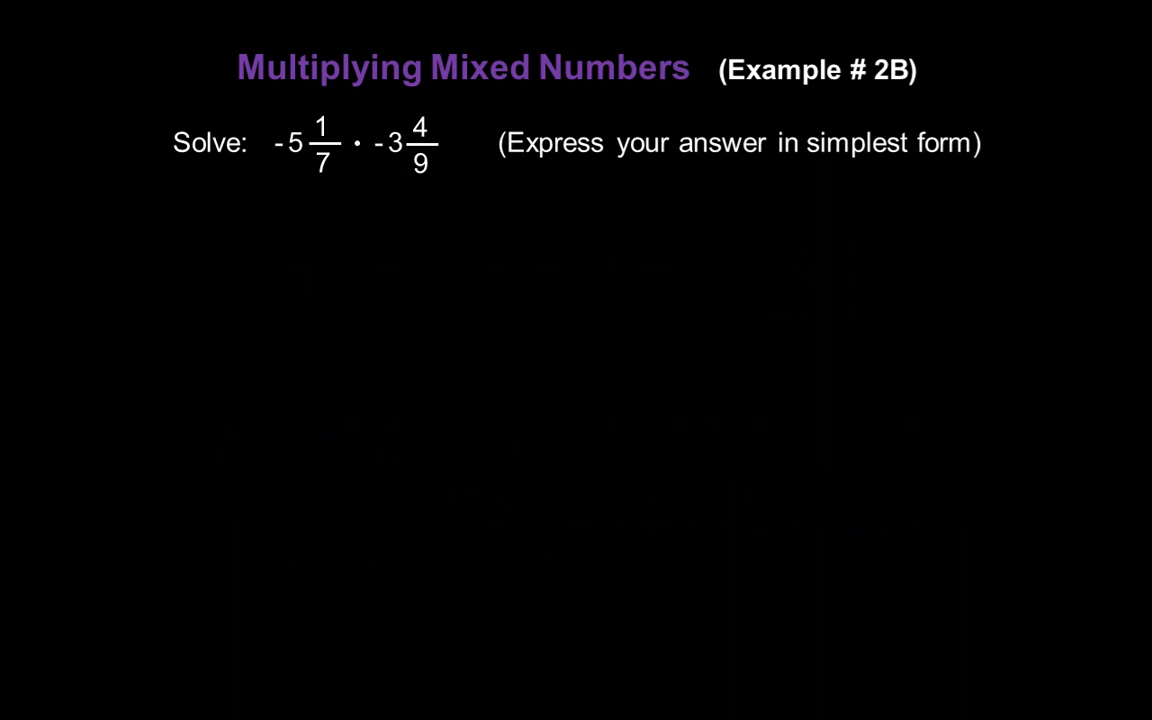 Multiplying Mixed Numbers (Example # 2B)
Solve: -5 1/7 · -3 4/9 (Express your answer in simplest form)